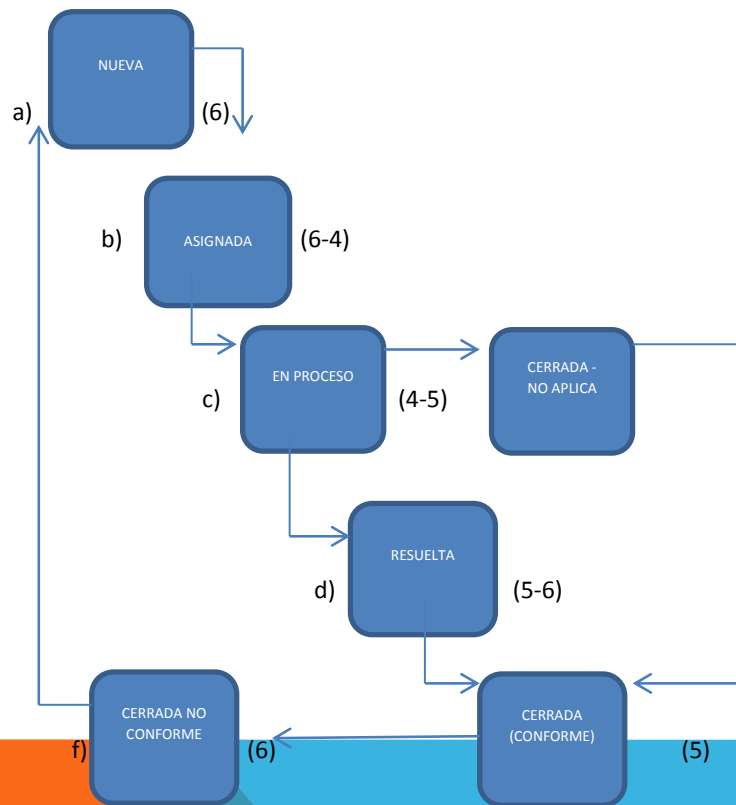 NUEVA
a) (6)
b) ASIGNADA (6-4)
EN PROCESO
c) (4-5)
CERRADA -
NO APLICA
RESUELTA
d) (5-6)
CERRADA NO
CONFORME
f) (6)
CERRADA
(CONFORME)
(5)